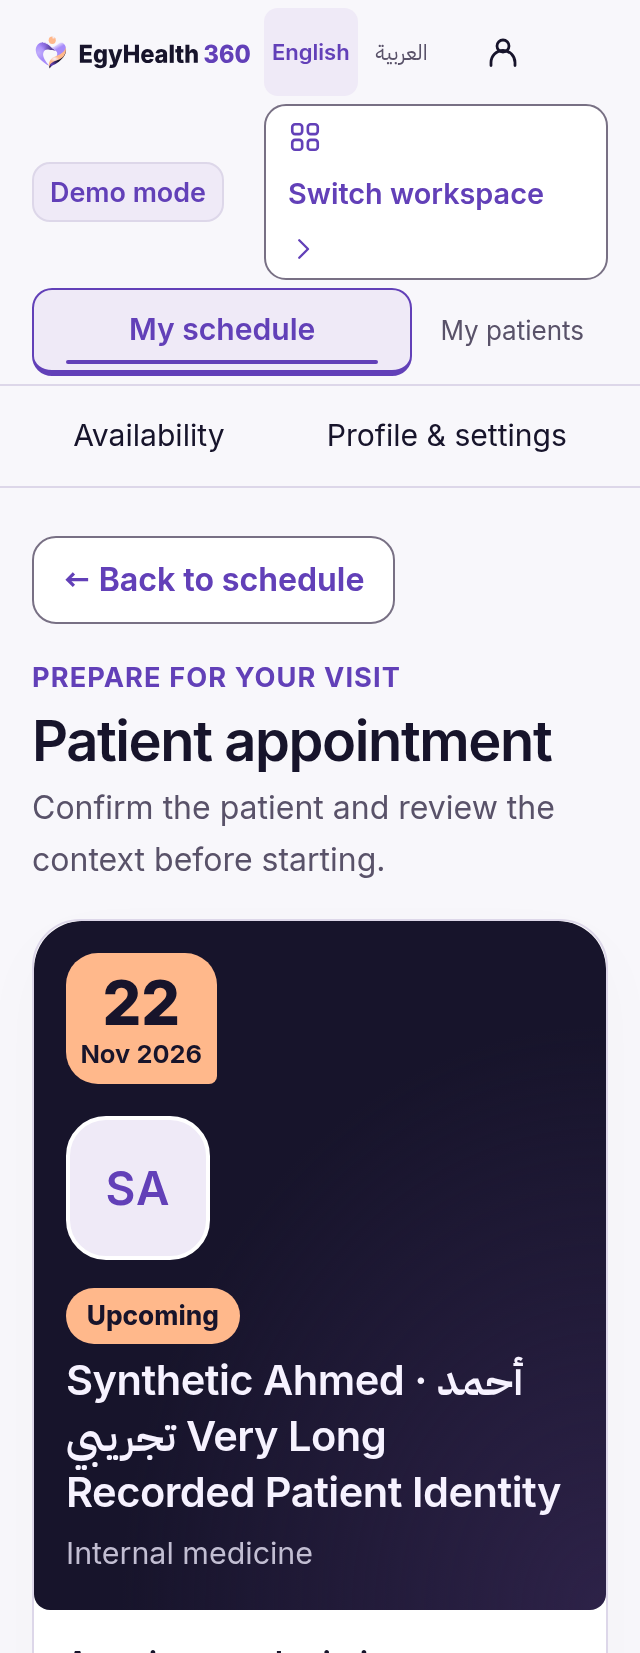 EgyHealth 360 English العربية
Demo mode
Switch workspace
My schedule My patients
Availability Profile & settings
← Back to schedule
PREPARE FOR YOUR VISIT
Patient appointment
Confirm the patient and review the
context before starting.
22
Nov 2026
SA
Upcoming
Synthetic Ahmed · أحمد
تجريبي Very Long
Recorded Patient Identity
Internal medicine